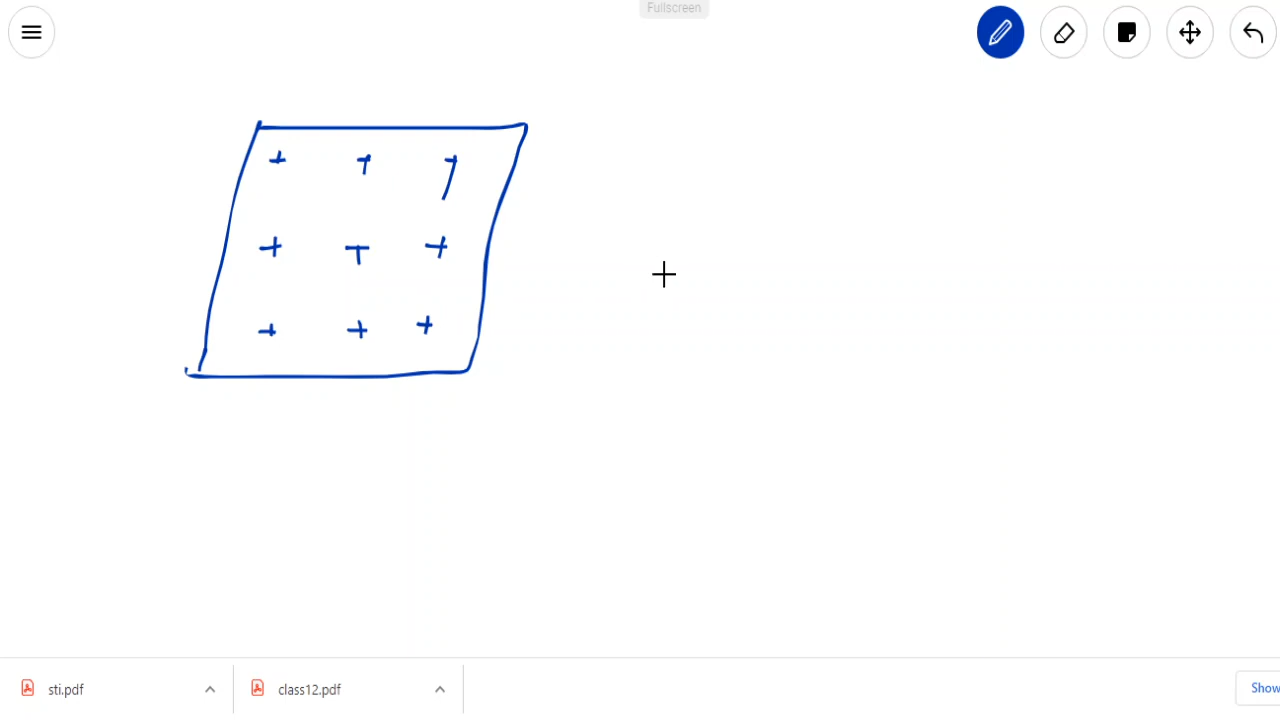 Fullscreen
+ + +
+ + +
+ + +
sti.pdf
class12.pdf
Show